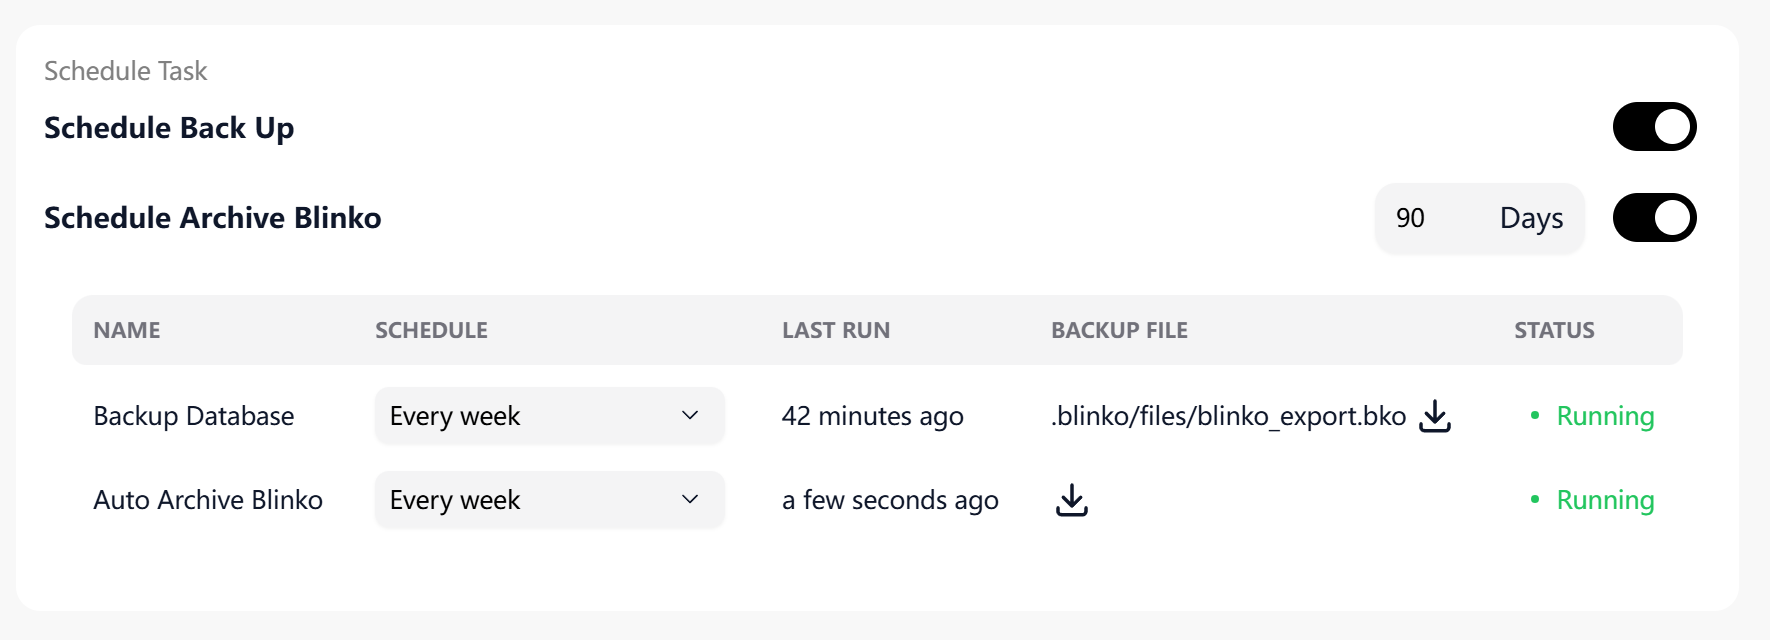 Schedule Task
Schedule Back Up
Schedule Archive Blinko 90 Days
NAME SCHEDULE LAST RUN BACKUP FILE STATUS
Backup Database Every week 42 minutes ago .blinko/files/blinko_export.bko • Running
Auto Archive Blinko Every week a few seconds ago • Running